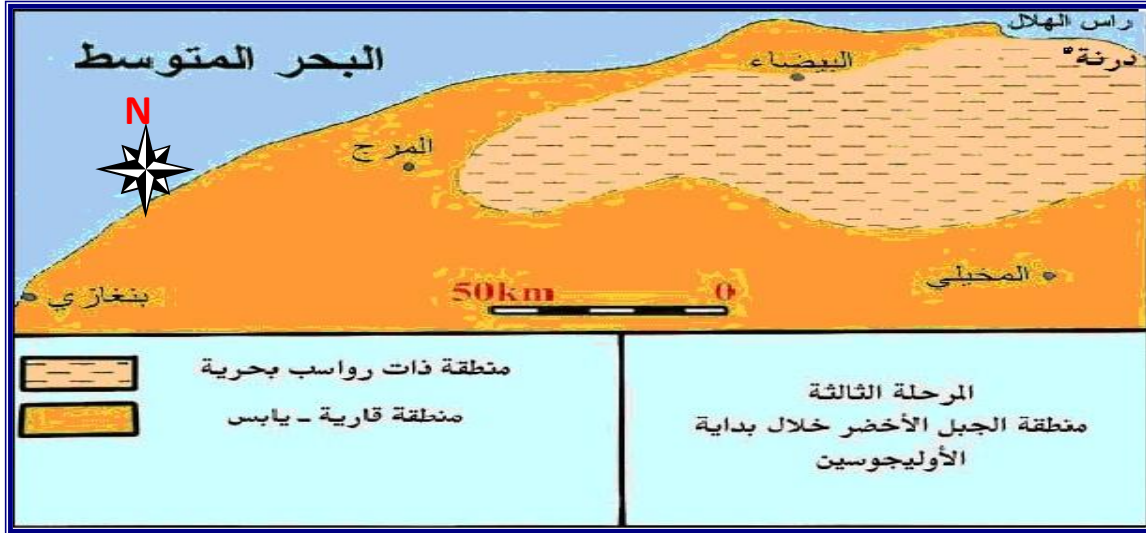 راس الهلال
درنة
البيضاء
البحر المتوسط
N
المرج
المخيلي
بنغازي
50km 0
منطقة ذات رواسب بحرية
منطقة قارية - يابس
المرحلة الثالثة
منطقة الجبل الأخضر خلال بداية
الأوليجوسين